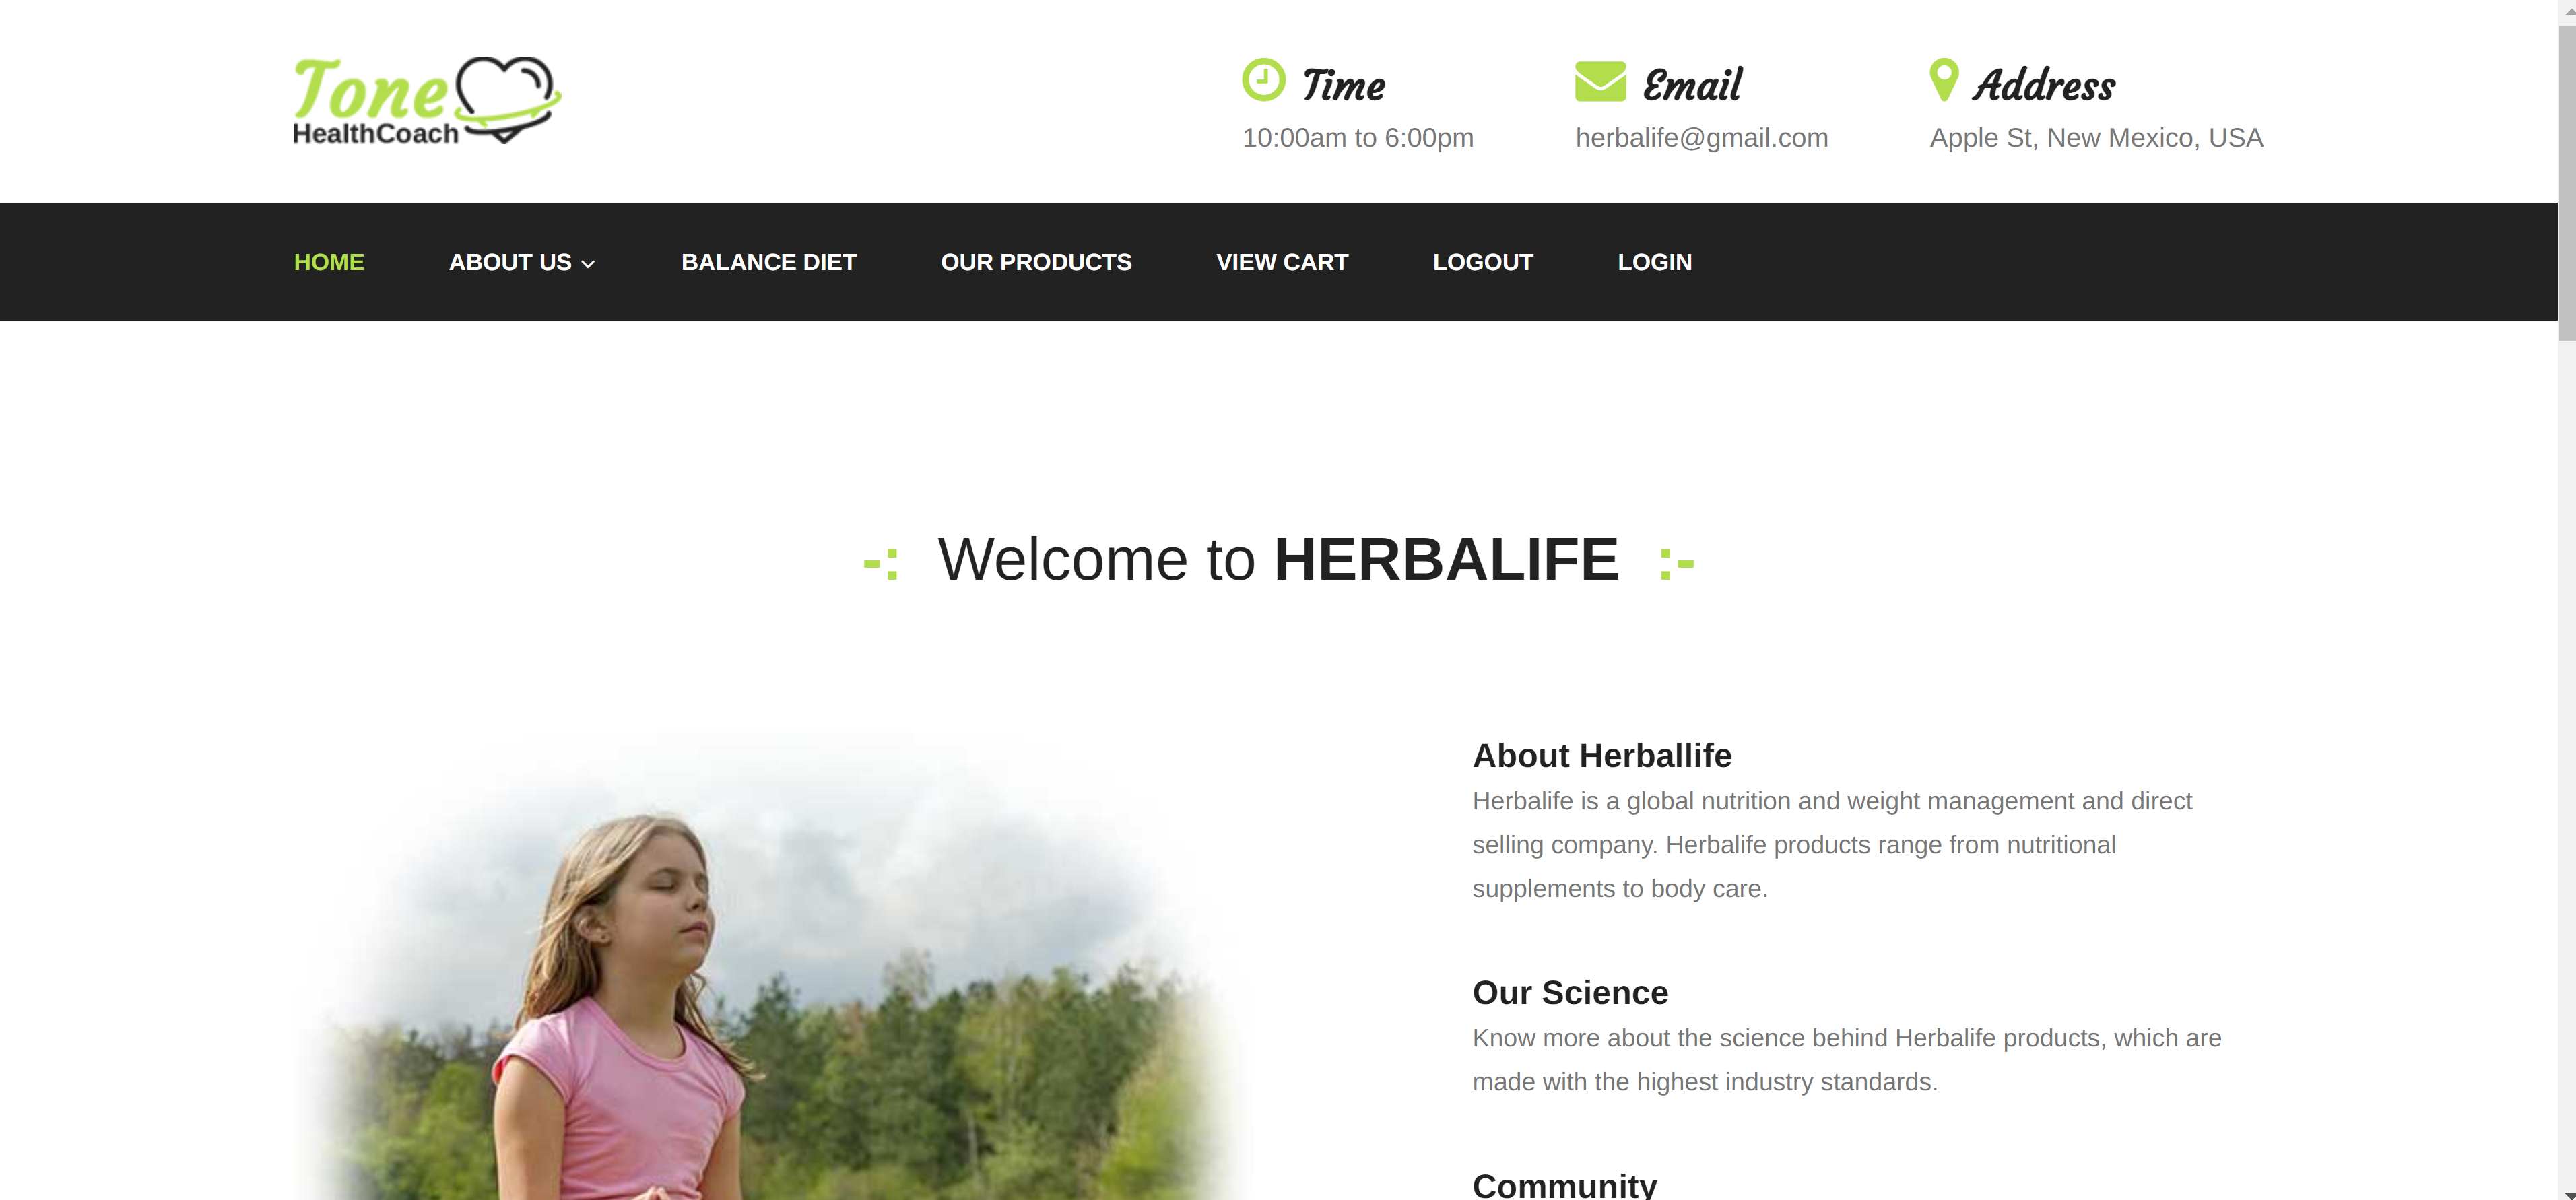 Tone
HealthCoach
Time
10:00am to 6:00pm
Email
herbalife@gmail.com
Address
Apple St, New Mexico, USA
HOME ABOUT US BALANCE DIET OUR PRODUCTS VIEW CART LOGOUT LOGIN
-: Welcome to HERBALIFE :-
About Herballife
Herbalife is a global nutrition and weight management and direct
selling company. Herbalife products range from nutritional
supplements to body care.
Our Science
Know more about the science behind Herbalife products, which are
made with the highest industry standards.
Community